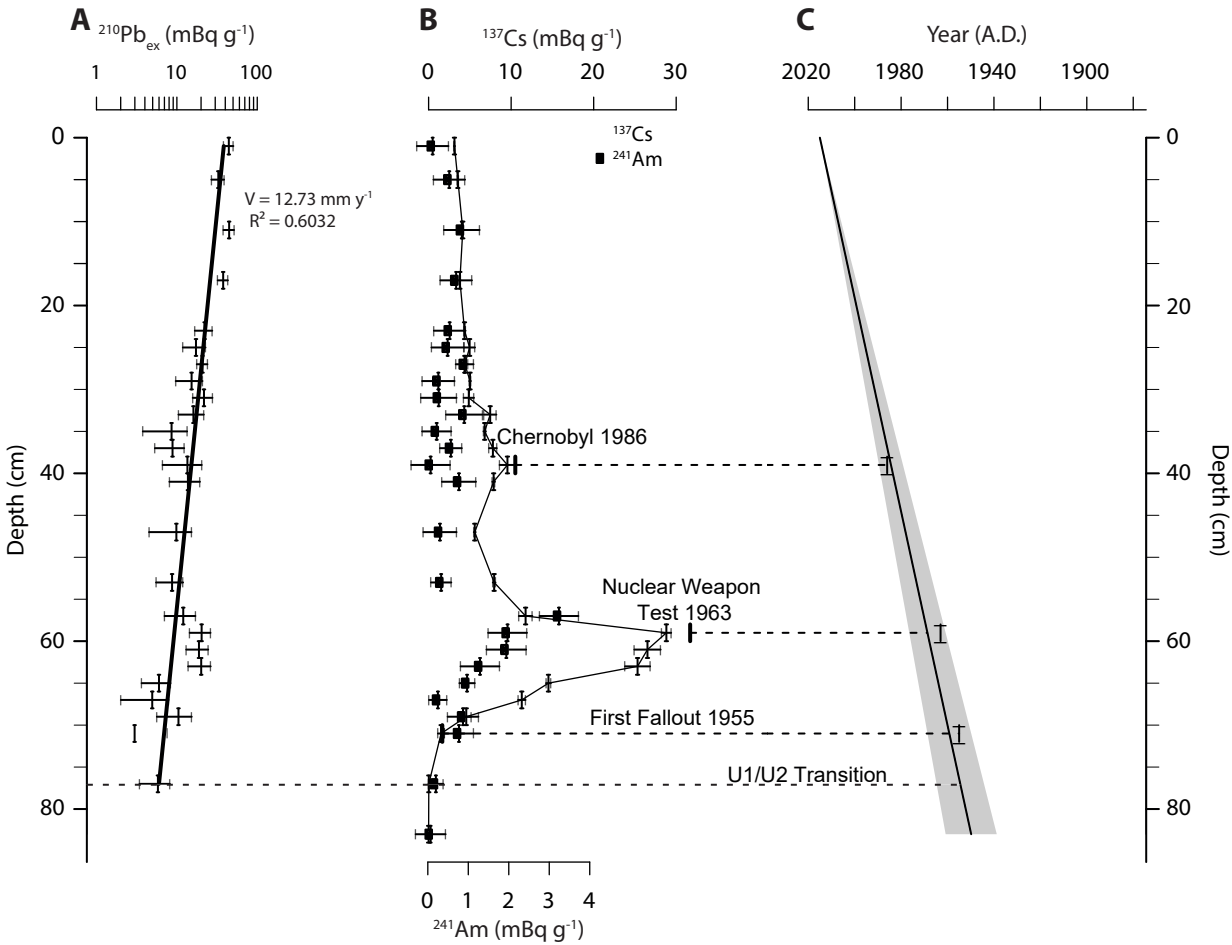 A
B
C
²¹⁰Pbₑₓ (mBq g⁻¹)
¹³⁷Cs (mBq g⁻¹)
Year (A.D.)
1 10 100
0 10 20 30
2020 1980 1940 1900
0
20
40
60
80
Depth (cm)
V = 12.73 mm y⁻¹
R² = 0.6032
¹³⁷Cs
²⁴¹Am
Chernobyl 1986
Nuclear Weapon
Test 1963
First Fallout 1955
U1/U2 Transition
0
20
40
60
80
Depth (cm)
0 1 2 3 4
²⁴¹Am (mBq g⁻¹)